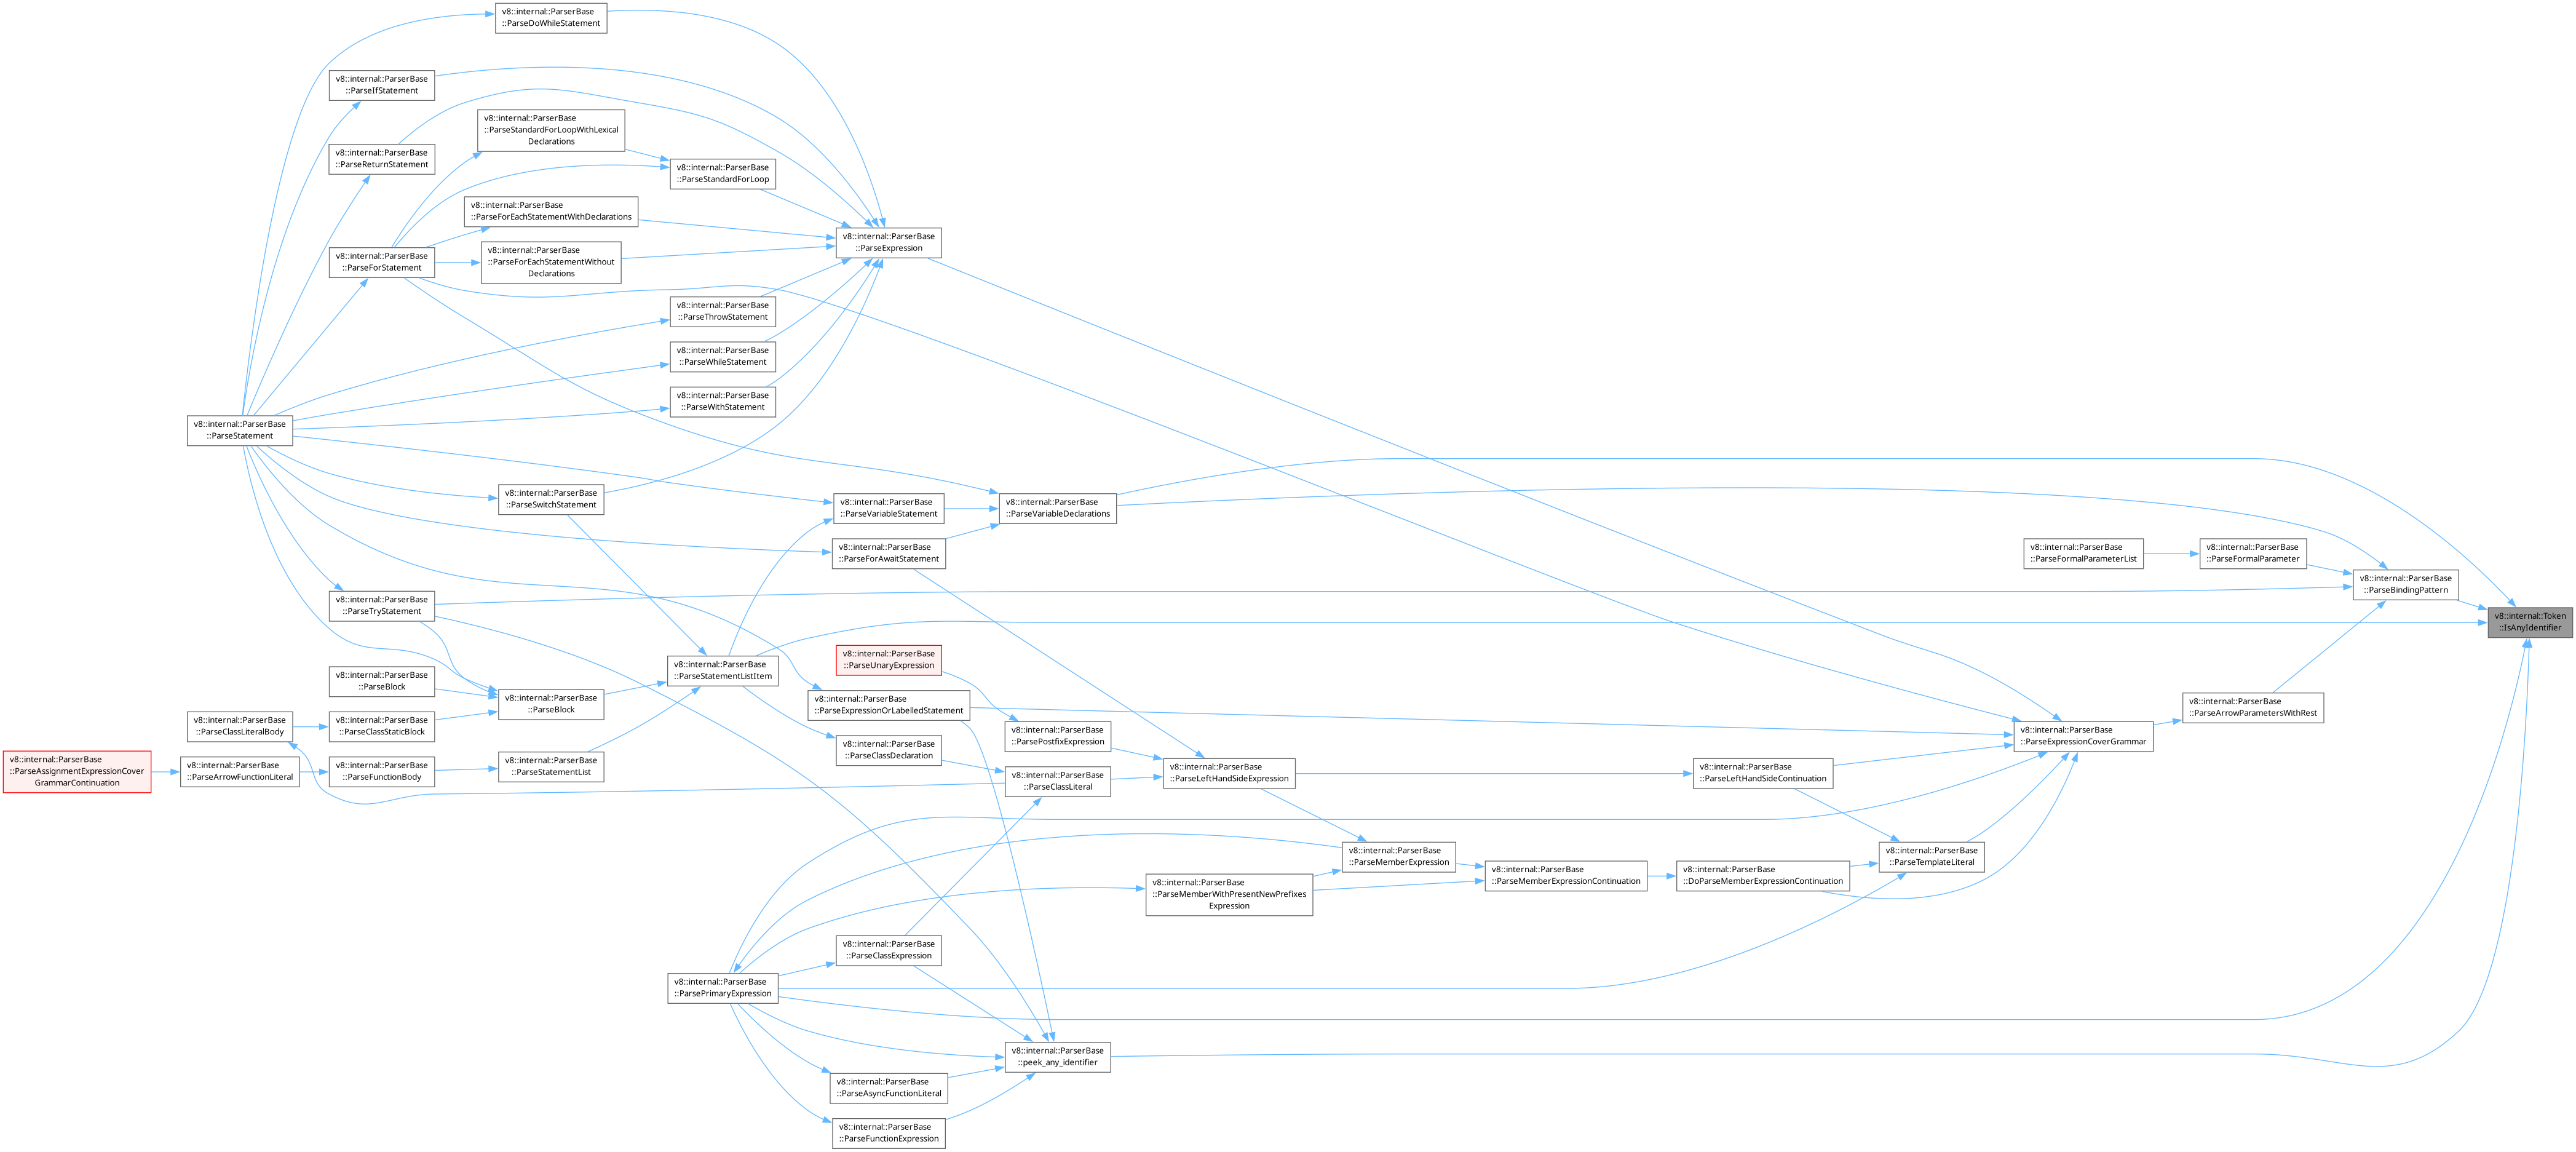 v8::internal::ParserBase
::ParseDoWhileStatement
v8::internal::ParserBase
::ParseIfStatement
v8::internal::ParserBase
::ParseStandardForLoopWithLexical
Declarations
v8::internal::ParserBase
::ParseReturnStatement
v8::internal::ParserBase
::ParseStandardForLoop
v8::internal::ParserBase
::ParseForEachStatementWithDeclarations
v8::internal::ParserBase
::ParseExpression
v8::internal::ParserBase
::ParseForStatement
v8::internal::ParserBase
::ParseForEachStatementWithout
Declarations
v8::internal::ParserBase
::ParseThrowStatement
v8::internal::ParserBase
::ParseWhileStatement
v8::internal::ParserBase
::ParseWithStatement
v8::internal::ParserBase
::ParseStatement
v8::internal::ParserBase
::ParseSwitchStatement
v8::internal::ParserBase
::ParseVariableStatement
v8::internal::ParserBase
::ParseVariableDeclarations
v8::internal::ParserBase
::ParseForAwaitStatement
v8::internal::ParserBase
::ParseFormalParameterList
v8::internal::ParserBase
::ParseFormalParameter
v8::internal::ParserBase
::ParseBindingPattern
v8::internal::ParserBase
::ParseTryStatement
v8::internal::Token
::IsAnyIdentifier
v8::internal::ParserBase
::ParseUnaryExpression
v8::internal::ParserBase
::ParseStatementListItem
v8::internal::ParserBase
::ParseBlock
v8::internal::ParserBase
::ParseBlock
v8::internal::ParserBase
::ParseExpressionOrLabelledStatement
v8::internal::ParserBase
::ParseArrowParametersWithRest
v8::internal::ParserBase
::ParseClassLiteralBody
v8::internal::ParserBase
::ParseClassStaticBlock
v8::internal::ParserBase
::ParsePostfixExpression
v8::internal::ParserBase
::ParseExpressionCoverGrammar
v8::internal::ParserBase
::ParseClassDeclaration
v8::internal::ParserBase
::ParseAssignmentExpressionCover
GrammarContinuation
v8::internal::ParserBase
::ParseArrowFunctionLiteral
v8::internal::ParserBase
::ParseFunctionBody
v8::internal::ParserBase
::ParseStatementList
v8::internal::ParserBase
::ParseClassLiteral
v8::internal::ParserBase
::ParseLeftHandSideExpression
v8::internal::ParserBase
::ParseLeftHandSideContinuation
v8::internal::ParserBase
::ParseMemberExpression
v8::internal::ParserBase
::ParseTemplateLiteral
v8::internal::ParserBase
::ParseMemberWithPresentNewPrefixes
Expression
v8::internal::ParserBase
::ParseMemberExpressionContinuation
v8::internal::ParserBase
::DoParseMemberExpressionContinuation
v8::internal::ParserBase
::ParseClassExpression
v8::internal::ParserBase
::ParsePrimaryExpression
v8::internal::ParserBase
::peek_any_identifier
v8::internal::ParserBase
::ParseAsyncFunctionLiteral
v8::internal::ParserBase
::ParseFunctionExpression